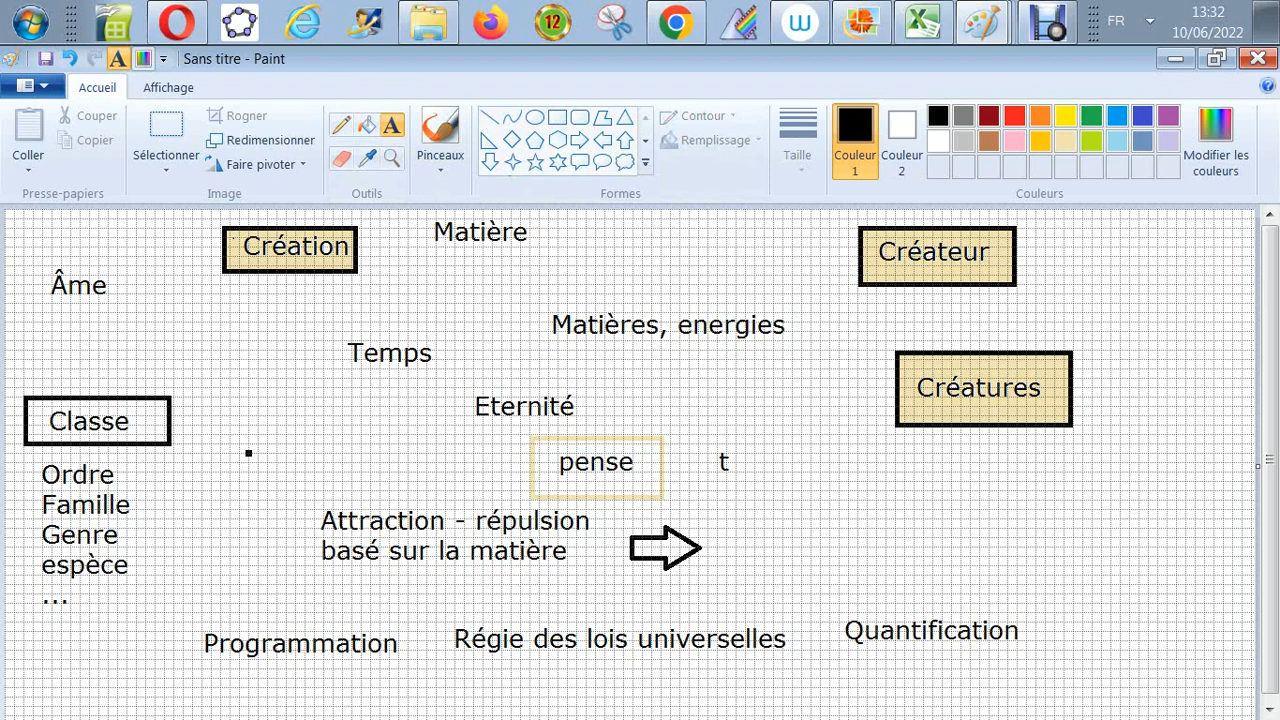 12
FR
13:32
10/06/2022
Sans titre - Paint
Accueil
Affichage
Coller
Couper
Copier
Presse-papiers
Sélectionner
Rogner
Redimensionner
Faire pivoter
Image
A
Outils
Pinceaux
Formes
Contour
Remplissage
Taille
Couleur
1
Couleur
2
Modifier les
couleurs
Couleurs
Création
Matière
Créateur
Âme
Matières, energies
Temps
Créatures
Eternité
Classe
pense
t
Ordre
Famille
Genre
espèce
...
Attraction - répulsion
basé sur la matière
Programmation
Régie des lois universelles
Quantification